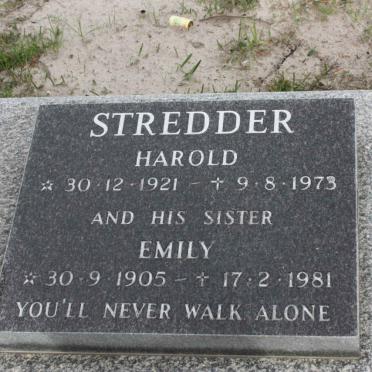 STREDDER
HAROLD
☆ 30·12·1921 – † 9·8·1973
AND HIS SISTER
EMILY
☆ 30·9·1905 – † 17·2·1981
YOU'LL NEVER WALK ALONE